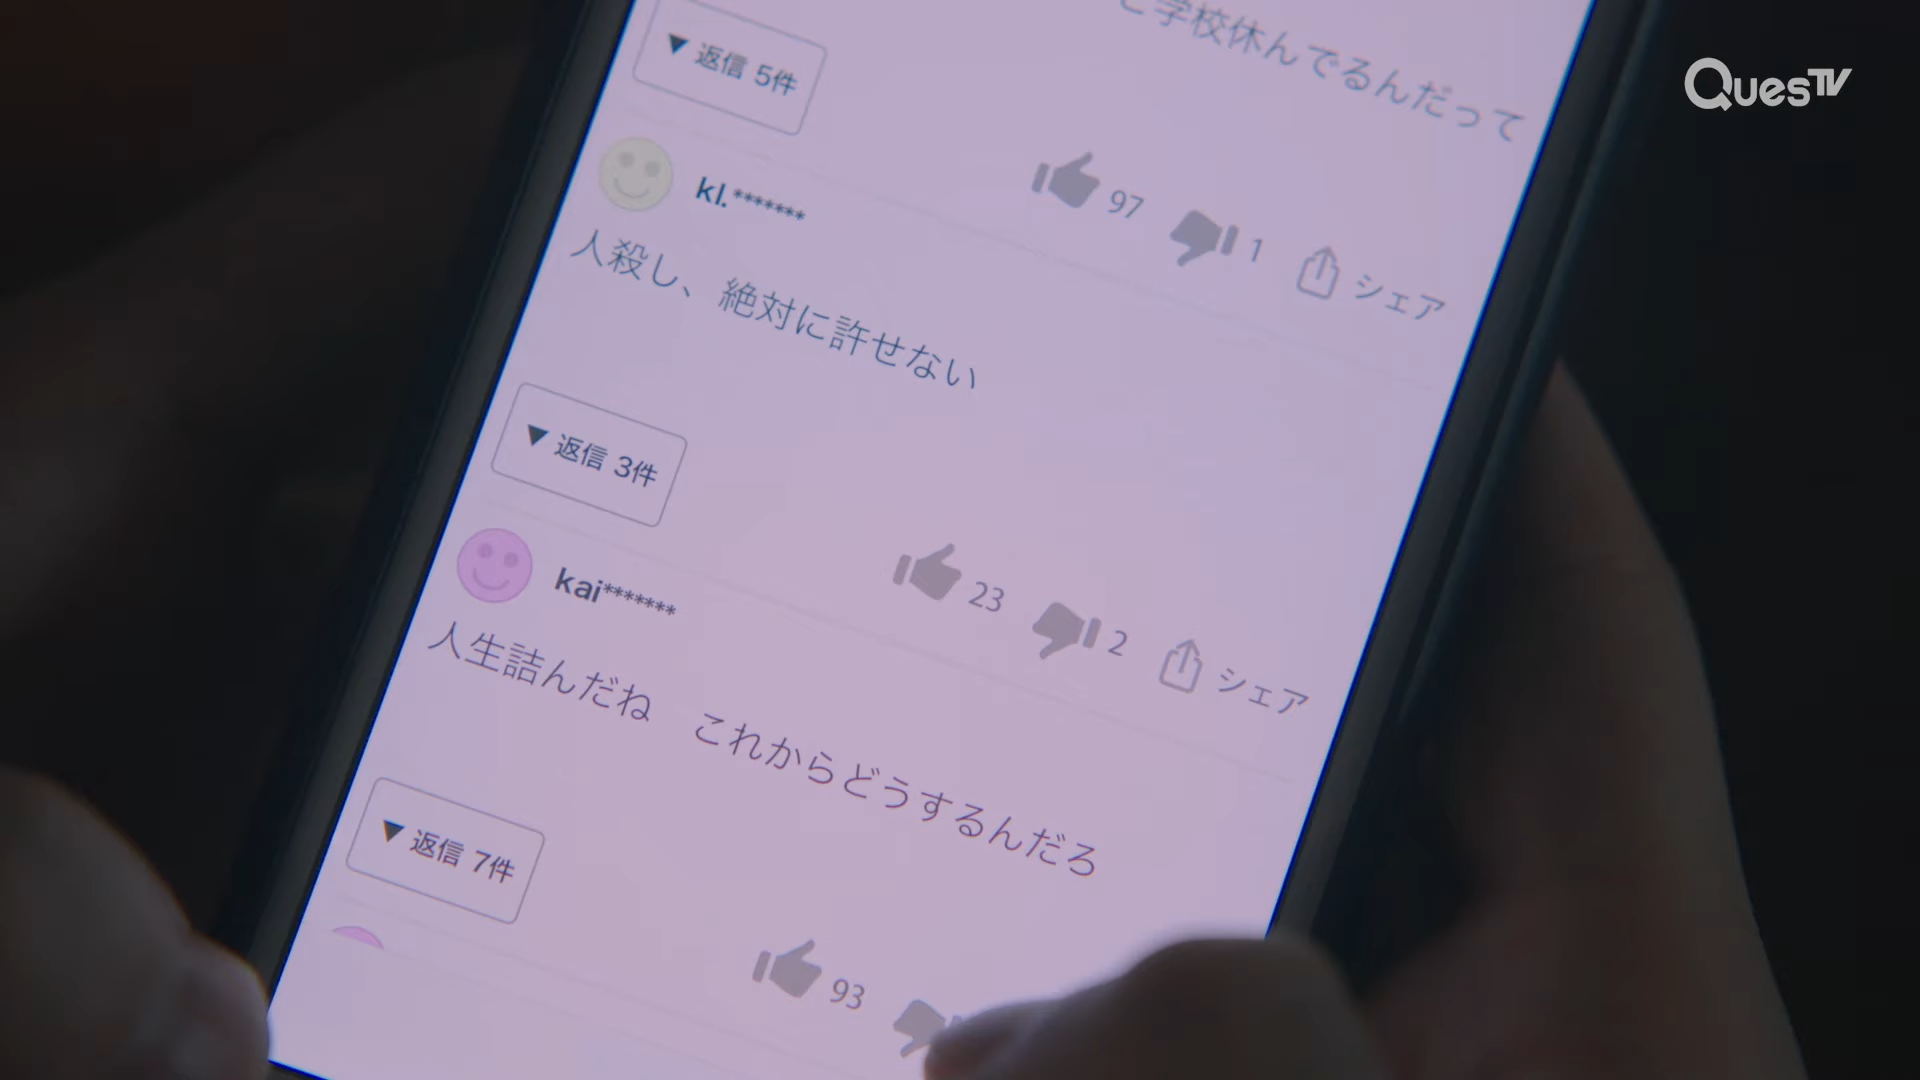 と学校休んでるんだって
▼ 返信 5件
97
1
シェア
kl.*******
人殺し、絶対に許せない
▼ 返信 3件
23
2
シェア
kai*******
人生詰んだね　これからどうするんだろ
▼ 返信 7件
93
QuesTV